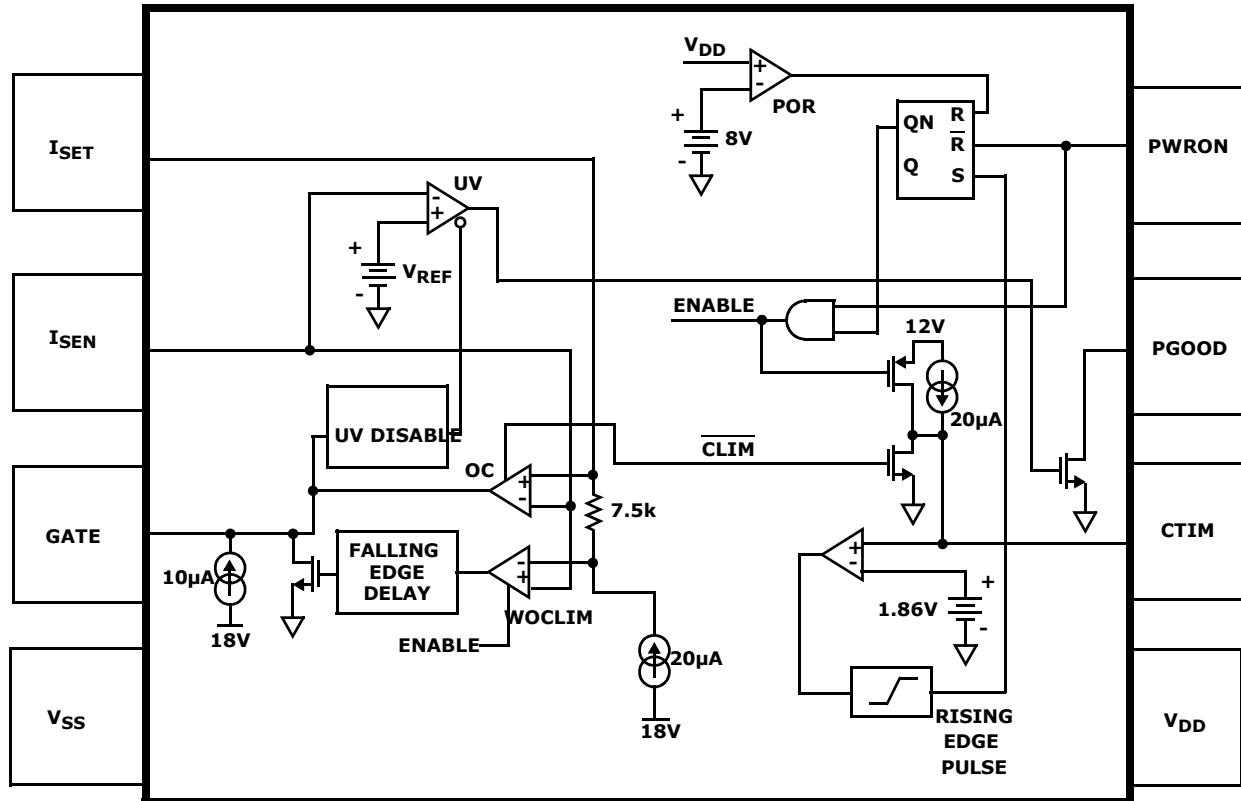 ISET
ISEN
GATE
VSS
PWRON
PGOOD
CTIM
VDD
VDD
+
-
POR
+
-
8V
QN
Q
R
R
S
UV
-
+
+
-
VREF
ENABLE
12V
20µA
UV DISABLE
OC
+
-
CLIM
7.5k
10µA
18V
FALLING
EDGE
DELAY
-
+
WOCLIM
ENABLE
20µA
18V
+
-
1.86V
+
-
RISING
EDGE
PULSE